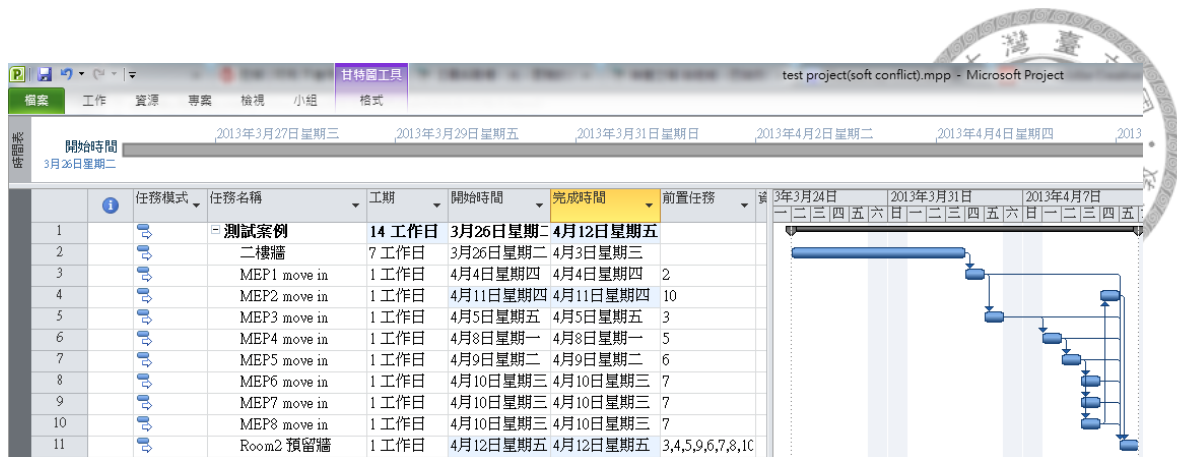 灣 臺
甘特圖工具 test project(soft conflict).mpp - Microsoft Project
檔案 工作 資源 專案 檢視 小組 格式
時間表
2013年3月27日星期三 2013年3月29日星期五 2013年3月31日星期日 2013年4月2日星期二 2013年4月4日星期四 2013
開始時間
3月26日星期二
任務模式 任務名稱 工期 開始時間 完成時間 前置任務 資 3年3月24日 2013年3月31日 2013年4月7日
一 二 三 四 五 六 日 一 二 三 四 五 六 日 一 二 三 四 五
1 測試案例 14 工作日 3月26日星期二 4月12日星期五
2 二樓牆 7 工作日 3月26日星期二 4月3日星期三
3 MEP1 move in 1 工作日 4月4日星期四 4月4日星期四 2
4 MEP2 move in 1 工作日 4月11日星期四 4月11日星期四 10
5 MEP3 move in 1 工作日 4月5日星期五 4月5日星期五 3
6 MEP4 move in 1 工作日 4月8日星期一 4月8日星期一 5
7 MEP5 move in 1 工作日 4月9日星期二 4月9日星期二 6
8 MEP6 move in 1 工作日 4月10日星期三 4月10日星期三 7
9 MEP7 move in 1 工作日 4月10日星期三 4月10日星期三 7
10 MEP8 move in 1 工作日 4月10日星期三 4月10日星期三 7
11 Room2 預留牆 1 工作日 4月12日星期五 4月12日星期五 3,4,5,9,6,7,8,10